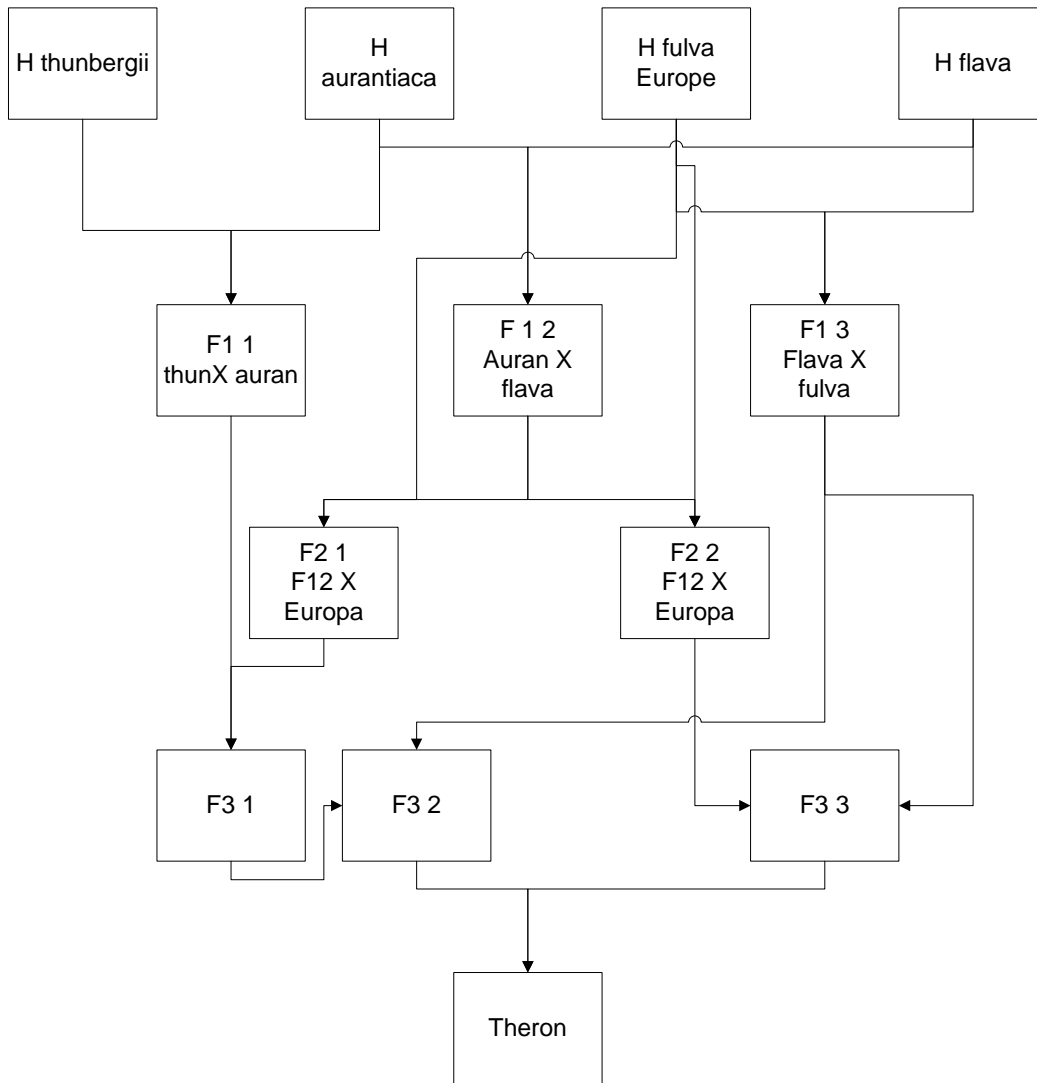 H thunbergii
H
aurantiaca
H fulva
Europe
H flava
F1 1
thunX auran
F 1 2
Auran X
flava
F1 3
Flava X
fulva
F2 1
F12 X
Europa
F2 2
F12 X
Europa
F3 1
F3 2
F3 3
Theron